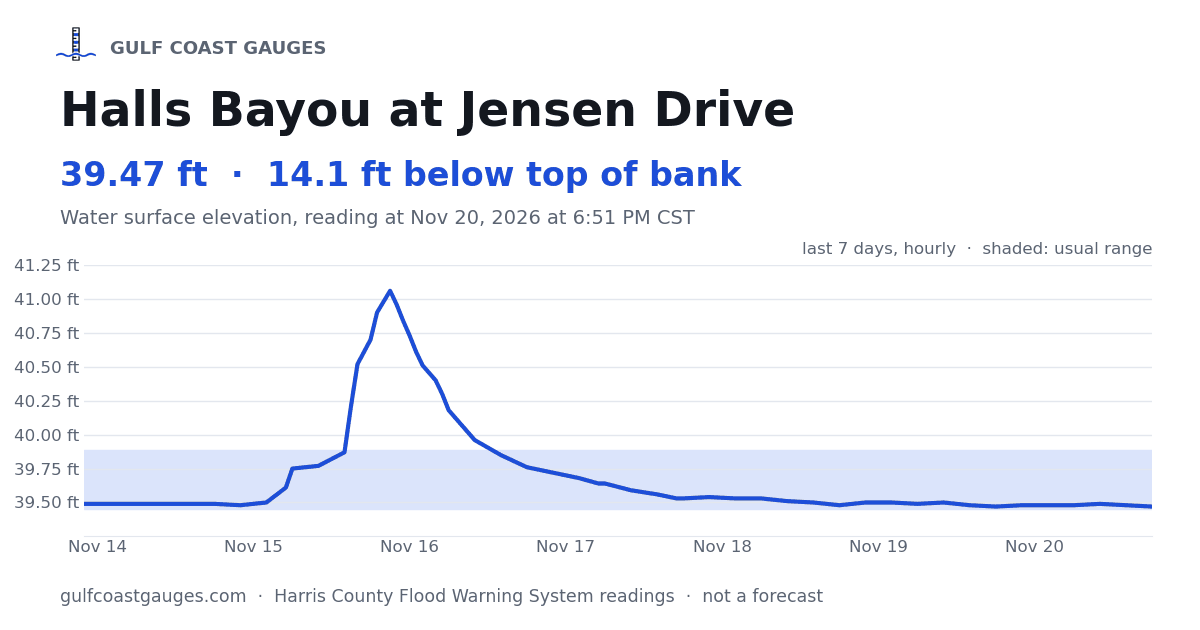 GULF COAST GAUGES
Halls Bayou at Jensen Drive
39.47 ft · 14.1 ft below top of bank
Water surface elevation, reading at Nov 20, 2026 at 6:51 PM CST
last 7 days, hourly · shaded: usual range
41.25 ft
41.00 ft
40.75 ft
40.50 ft
40.25 ft
40.00 ft
39.75 ft
39.50 ft
Nov 14 Nov 15 Nov 16 Nov 17 Nov 18 Nov 19 Nov 20
gulfcoastgauges.com · Harris County Flood Warning System readings · not a forecast